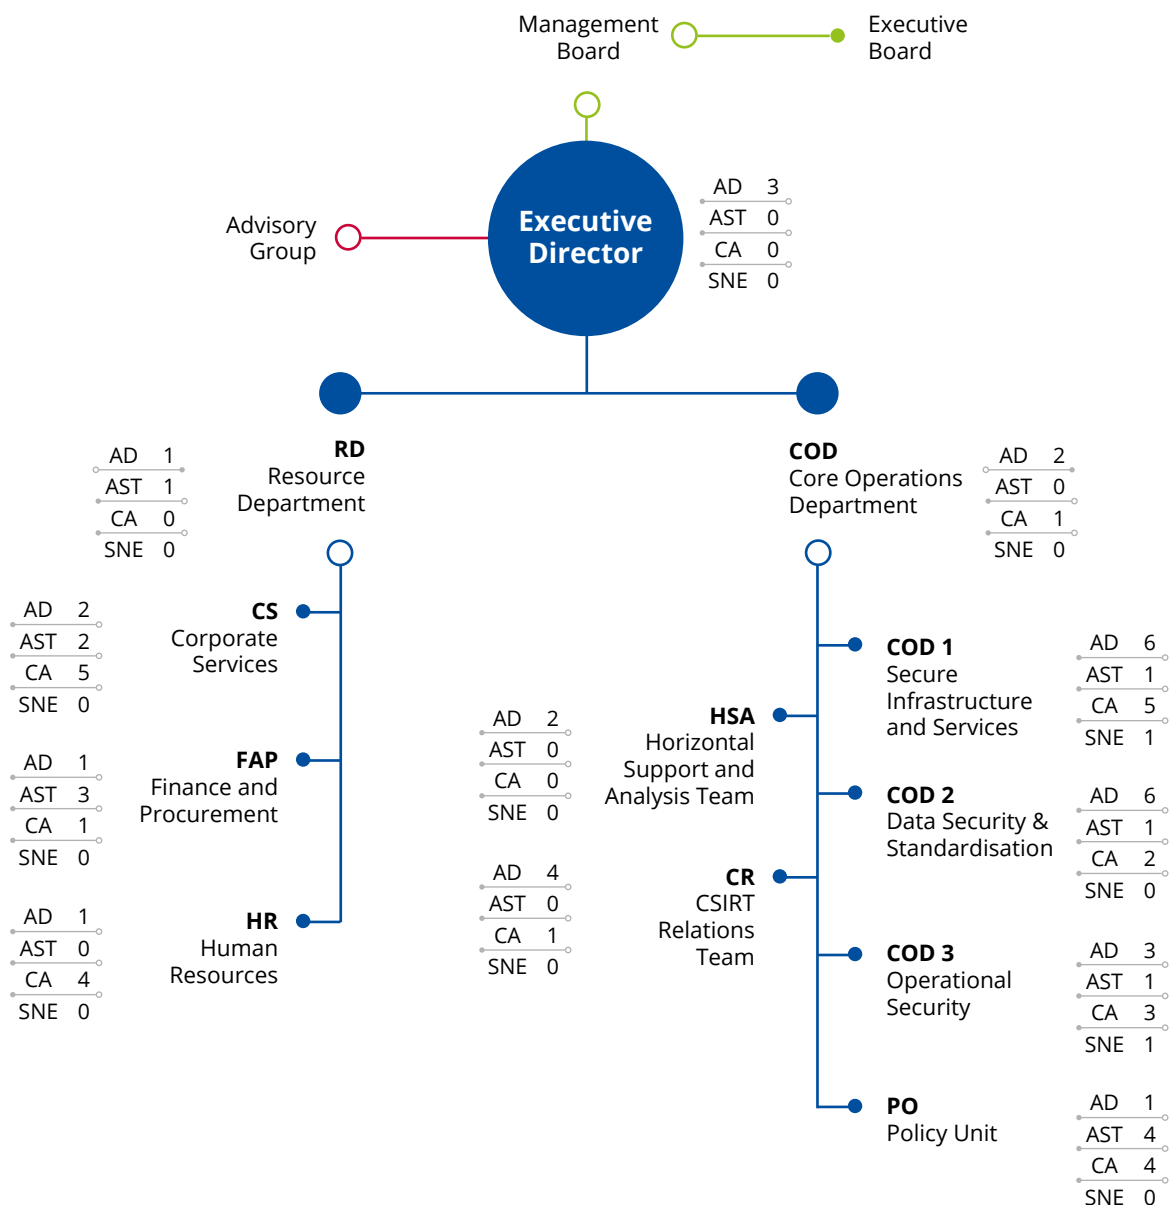 Management
Board
Executive
Board
Advisory
Group
Executive
Director
AD 3
AST 0
CA 0
SNE 0
AD 1
AST 1
CA 0
SNE 0
RD
Resource
Department
COD
Core Operations
Department
AD 2
AST 0
CA 1
SNE 0
AD 2
AST 2
CA 5
SNE 0
CS
Corporate
Services
AD 1
AST 3
CA 1
SNE 0
FAP
Finance and
Procurement
AD 1
AST 0
CA 4
SNE 0
HR
Human
Resources
COD 1
Secure
Infrastructure
and Services
AD 6
AST 1
CA 5
SNE 1
AD 2
AST 0
CA 0
SNE 0
HSA
Horizontal
Support and
Analysis Team
COD 2
Data Security &
Standardisation
AD 6
AST 1
CA 2
SNE 0
AD 4
AST 0
CA 1
SNE 0
CR
CSIRT
Relations
Team
COD 3
Operational
Security
AD 3
AST 1
CA 3
SNE 1
PO
Policy Unit
AD 1
AST 4
CA 4
SNE 0